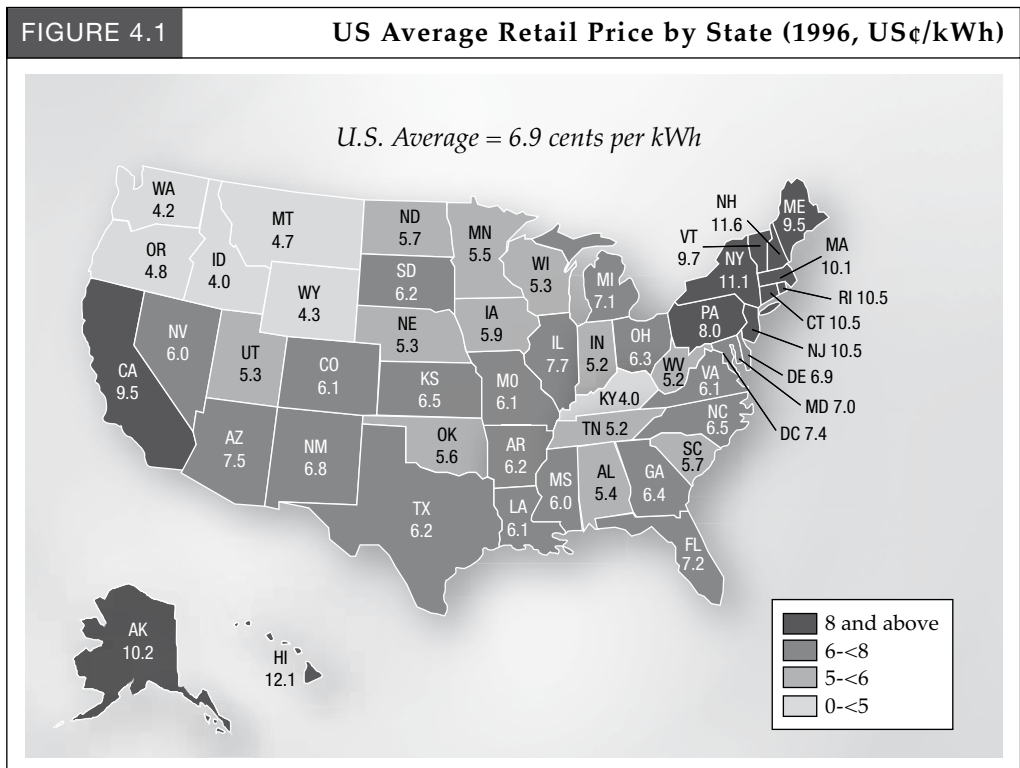 FIGURE 4.1
US Average Retail Price by State (1996, US¢/kWh)
U.S. Average = 6.9 cents per kWh
WA
4.2
MT
4.7
ND
5.7
MN
5.5
OR
4.8
ID
4.0
WY
4.3
SD
6.2
WI
5.3
MI
7.1
NH
11.6
VT
9.7
ME
9.5
NY
11.1
MA
10.1
RI 10.5
CT 10.5
NJ 10.5
DE 6.9
MD 7.0
DC 7.4
PA
8.0
CA
9.5
NV
6.0
UT
5.3
CO
6.1
NE
5.3
IA
5.9
KS
6.5
MO
6.1
IL
7.7
IN
5.2
OH
6.3
WV
5.2
VA
6.1
KY 4.0
TN 5.2
NC
6.5
SC
5.7
AZ
7.5
NM
6.8
OK
5.6
AR
6.2
TX
6.2
LA
6.1
MS
6.0
AL
5.4
GA
6.4
FL
7.2
AK
10.2
HI
12.1
8 and above
6-<8
5-<6
0-<5